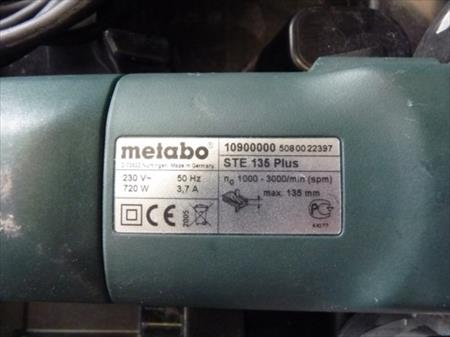 metabo
D-72622 Nürtingen, Made in Germany
230 V~ 50 Hz
720 W 3,7 A
CE
2005
10900000 5080022397
STE 135 Plus
n₀ 1000 - 3000/min (spm)
max. 135 mm